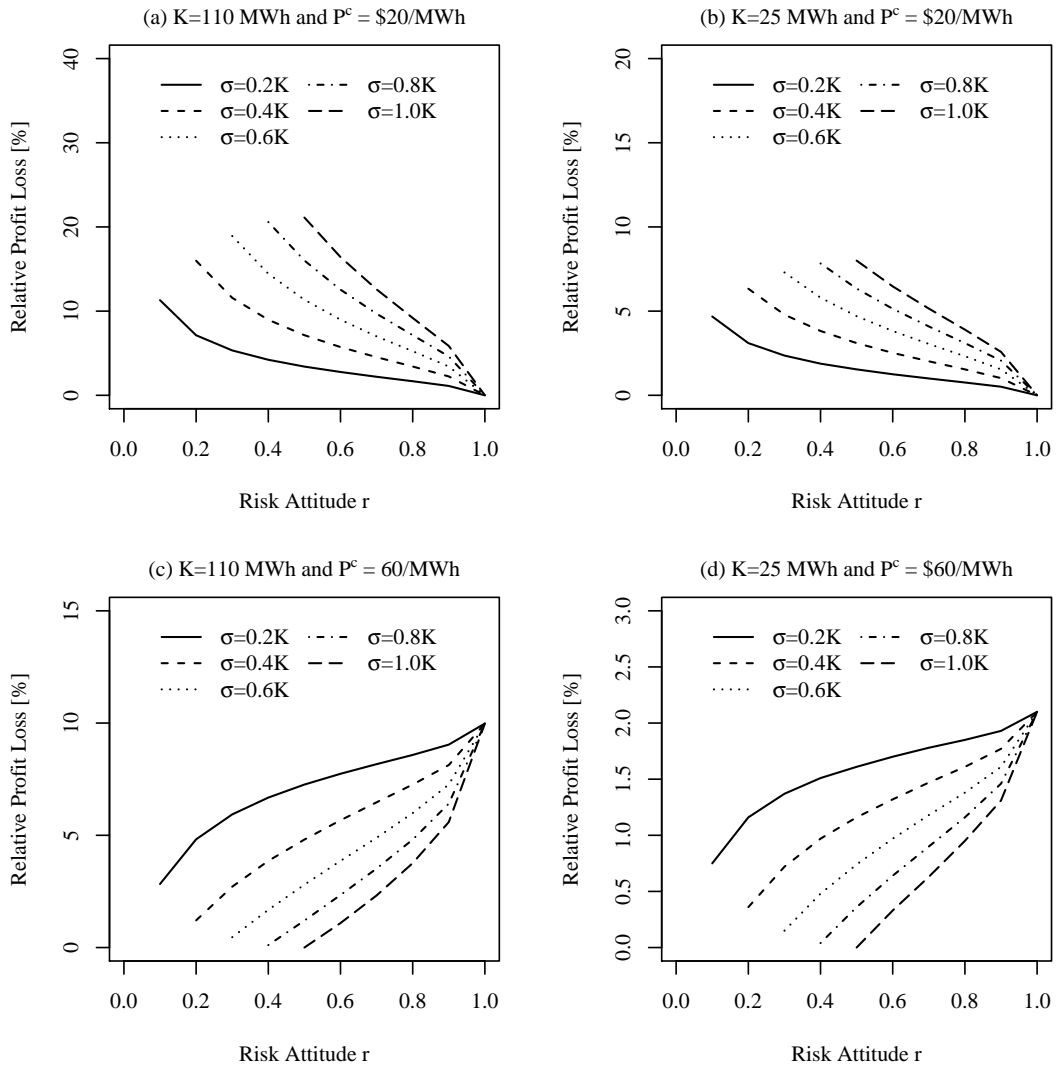 (a) K=110 MWh and Pᶜ = $20/MWh
Relative Profit Loss [%]
40
30
20
10
0
σ=0.2K
σ=0.4K
σ=0.6K
σ=0.8K
σ=1.0K
0.0 0.2 0.4 0.6 0.8 1.0
Risk Attitude r
(b) K=25 MWh and Pᶜ = $20/MWh
Relative Profit Loss [%]
20
15
10
5
0
σ=0.2K
σ=0.4K
σ=0.6K
σ=0.8K
σ=1.0K
0.0 0.2 0.4 0.6 0.8 1.0
Risk Attitude r
(c) K=110 MWh and Pᶜ = 60/MWh
Relative Profit Loss [%]
15
10
5
0
σ=0.2K
σ=0.4K
σ=0.6K
σ=0.8K
σ=1.0K
0.0 0.2 0.4 0.6 0.8 1.0
Risk Attitude r
(d) K=25 MWh and Pᶜ = $60/MWh
Relative Profit Loss [%]
3.0
2.5
2.0
1.5
1.0
0.5
0.0
σ=0.2K
σ=0.4K
σ=0.6K
σ=0.8K
σ=1.0K
0.0 0.2 0.4 0.6 0.8 1.0
Risk Attitude r